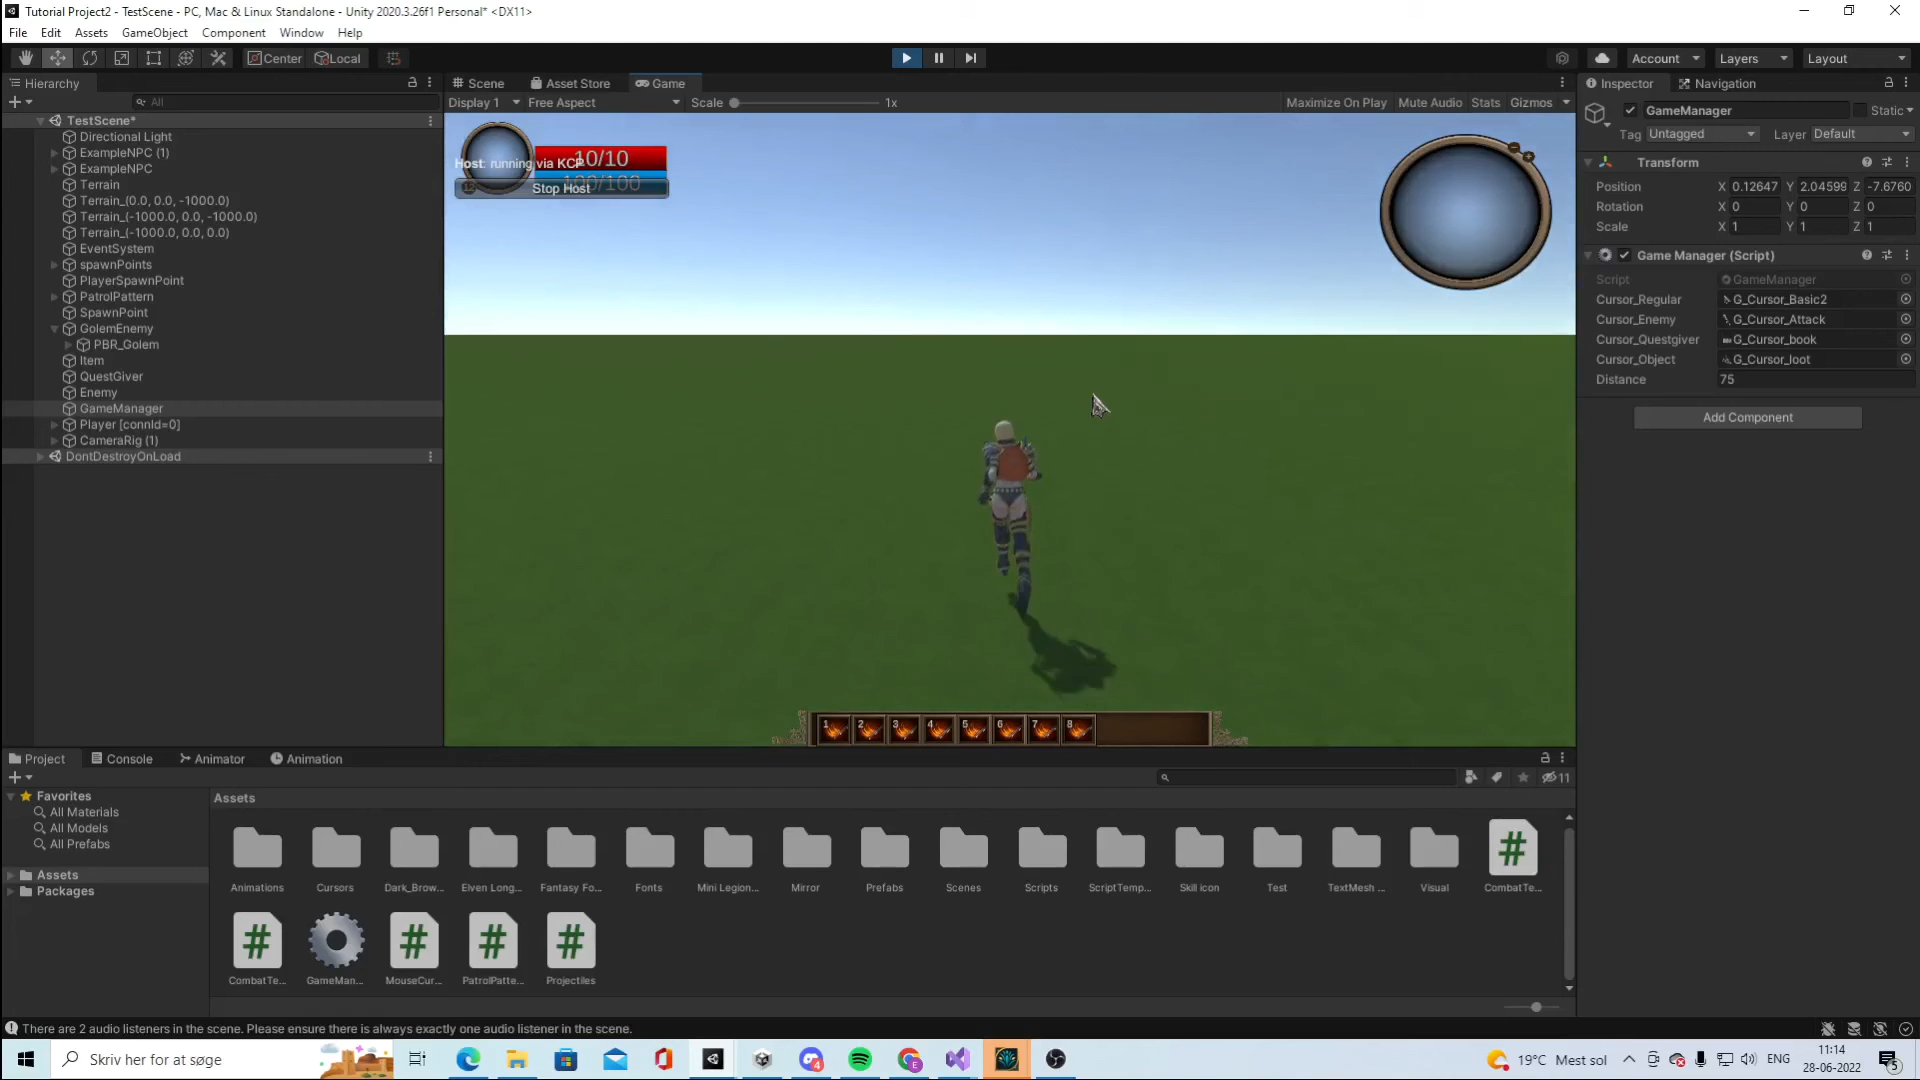 Tutorial Project2 - TestScene - PC, Mac & Linux Standalone - Unity 2020.3.26f1 Personal* <DX11>
File Edit Assets GameObject Component Window Help
Center Local Account Layers Layout
Hierarchy Scene Asset Store Game Inspector Navigation
All Display 1 Free Aspect Scale 1x Maximize On Play Mute Audio Stats Gizmos
GameManager Static
Tag Untagged Layer Default
TestScene*
Directional Light
ExampleNPC (1)
ExampleNPC
Terrain
Terrain_(0.0, 0.0, -1000.0)
Terrain_(-1000.0, 0.0, -1000.0)
Terrain_(-1000.0, 0.0, 0.0)
EventSystem
spawnPoints
PlayerSpawnPoint
PatrolPattern
SpawnPoint
GolemEnemy
PBR_Golem
Item
QuestGiver
Enemy
GameManager
Player [connId=0]
CameraRig (1)
DontDestroyOnLoad
10/10
Host: running via KCP
100/100
Stop Host
1 2 3 4 5 6 7 8
Transform
Position X 0.12647 Y 2.04599 Z -7.6760
Rotation X 0 Y 0 Z 0
Scale X 1 Y 1 Z 1
Game Manager (Script)
Script GameManager
Cursor_Regular G_Cursor_Basic2
Cursor_Enemy G_Cursor_Attack
Cursor_Questgiver G_Cursor_book
Cursor_Object G_Cursor_loot
Distance 75
Add Component
Project Console Animator Animation
11
Favorites
All Materials
All Models
All Prefabs
Assets
Packages
Assets
Animations Cursors Dark_Brow... Elven Long... Fantasy Fo... Fonts Mini Legion... Mirror Prefabs Scenes Scripts ScriptTemp... Skill icon Test TextMesh ... Visual CombatTe...
CombatTe... GameMan... MouseCur... PatrolPatte... Projectiles
There are 2 audio listeners in the scene. Please ensure there is always exactly one audio listener in the scene.
Skriv her for at søge
4
19°C Mest sol
ENG
11:14
28-06-2022
5